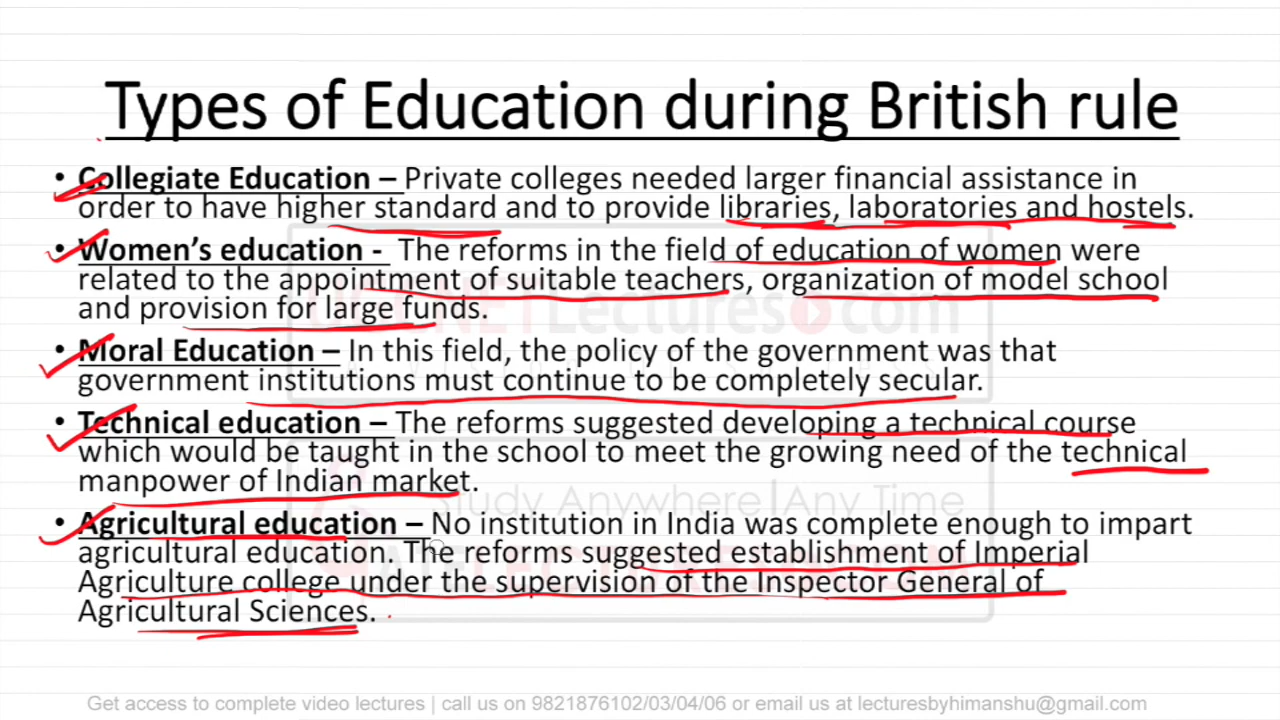 Types of Education during British rule
• Collegiate Education – Private colleges needed larger financial assistance in
order to have higher standard and to provide libraries, laboratories and hostels.
• Women's education - The reforms in the field of education of women were
related to the appointment of suitable teachers, organization of model school
and provision for large funds.
• Moral Education – In this field, the policy of the government was that
government institutions must continue to be completely secular.
• Technical education – The reforms suggested developing a technical course
which would be taught in the school to meet the growing need of the technical
manpower of Indian market.
Study Anywhere|Any Time
• Agricultural education – No institution in India was complete enough to impart
agricultural education. The reforms suggested establishment of Imperial
Agriculture college under the supervision of the Inspector General of
Agricultural Sciences.
Get access to complete video lectures | call us on 9821876102/03/04/06 or email us at lecturesbyhimanshu@gmail.com